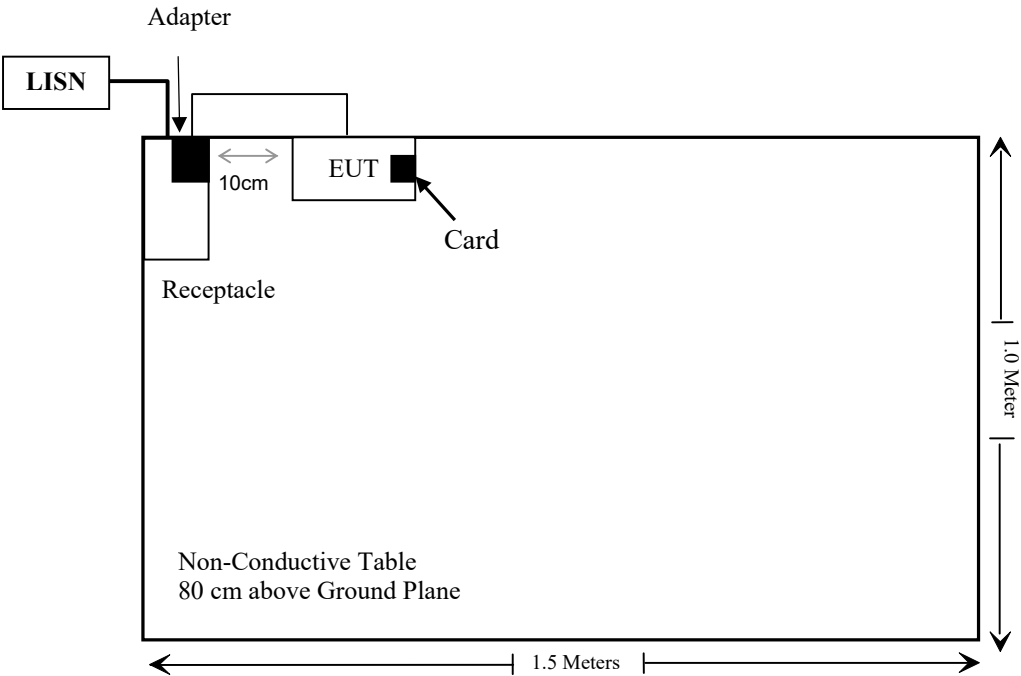 Adapter
LISN
EUT
10cm
Card
Receptacle
1.0 Meter
Non-Conductive Table
80 cm above Ground Plane
1.5 Meters